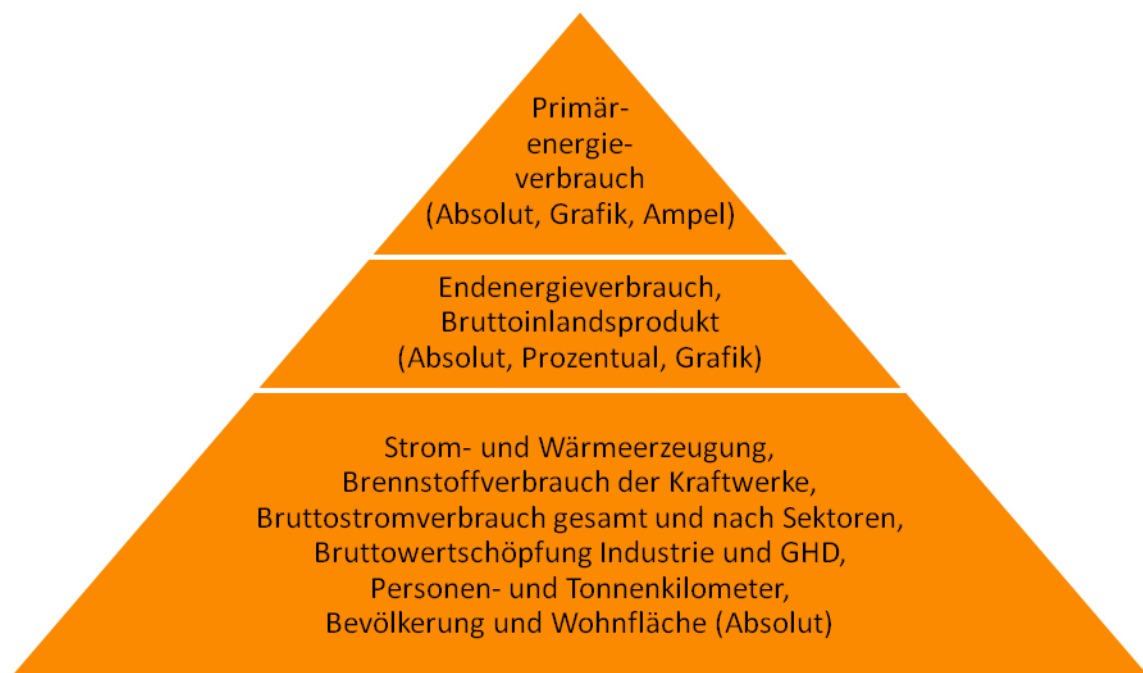 Primär-
energie-
verbrauch
(Absolut, Grafik, Ampel)
Endenergieverbrauch,
Bruttoinlandsprodukt
(Absolut, Prozentual, Grafik)
Strom- und Wärmeerzeugung,
Brennstoffverbrauch der Kraftwerke,
Bruttostromverbrauch gesamt und nach Sektoren,
Bruttowertschöpfung Industrie und GHD,
Personen- und Tonnenkilometer,
Bevölkerung und Wohnfläche (Absolut)